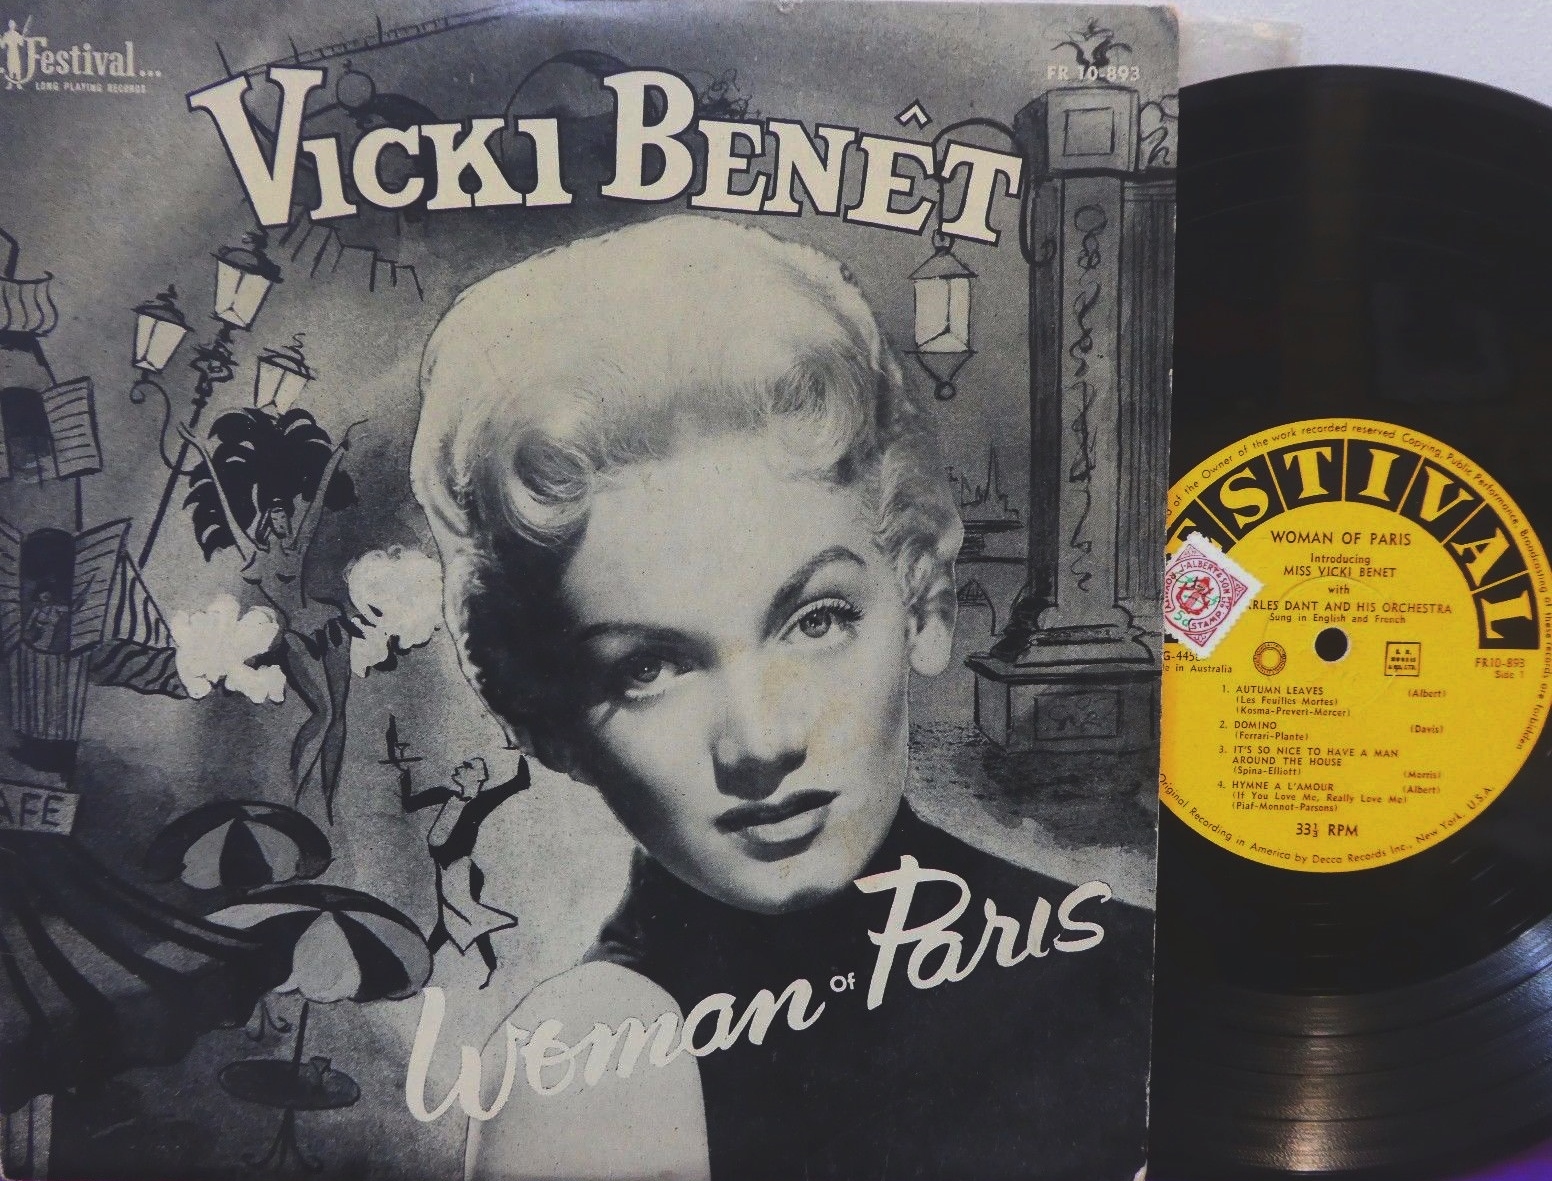 Festival...
LONG PLAYING RECORDS
FR 10-893
VICKI BENÊT
AFE
Woman of Paris
of the Owner of the work recorded reserved Copying, Public Performance, Broadcasting of these records are forbidden
STIVAL
WOMAN OF PARIS
Introducing
MISS VICKI BENET
with
RLES DANT AND HIS ORCHESTRA
Sung in English and French
J. ALBERT & SON
STAMP
in Australia
FR10-893
Side 1
1. AUTUMN LEAVES (Albert)
(Les Feuilles Mortes)
(Kosma-Prevert-Mercer)
2. DOMINO (Davis)
(Ferrari-Plante)
3. IT'S SO NICE TO HAVE A MAN
AROUND THE HOUSE
(Spina-Elliott) (Morris)
4. HYMNE A L'AMOUR (Albert)
(If You Love Me, Really Love Me)
(Piaf-Monnot-Parsons)
33⅓ RPM
Original Recording in America by Decca Records Inc., New York, U.S.A.